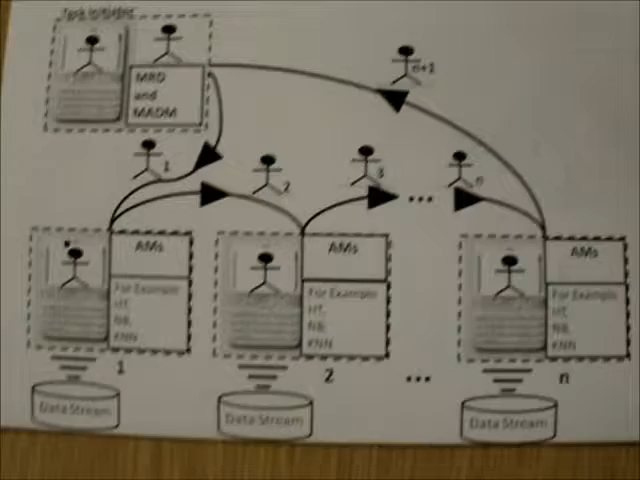 Task Initiator
MRD
and
MADM
n+1
1
2
3
...
n
AMs
For Example
HT,
NB,
KNN
AMs
For Example
HT,
NB,
KNN
AMs
For Example
HT,
NB,
KNN
1
2
...
n
Data Stream
Data Stream
Data Stream